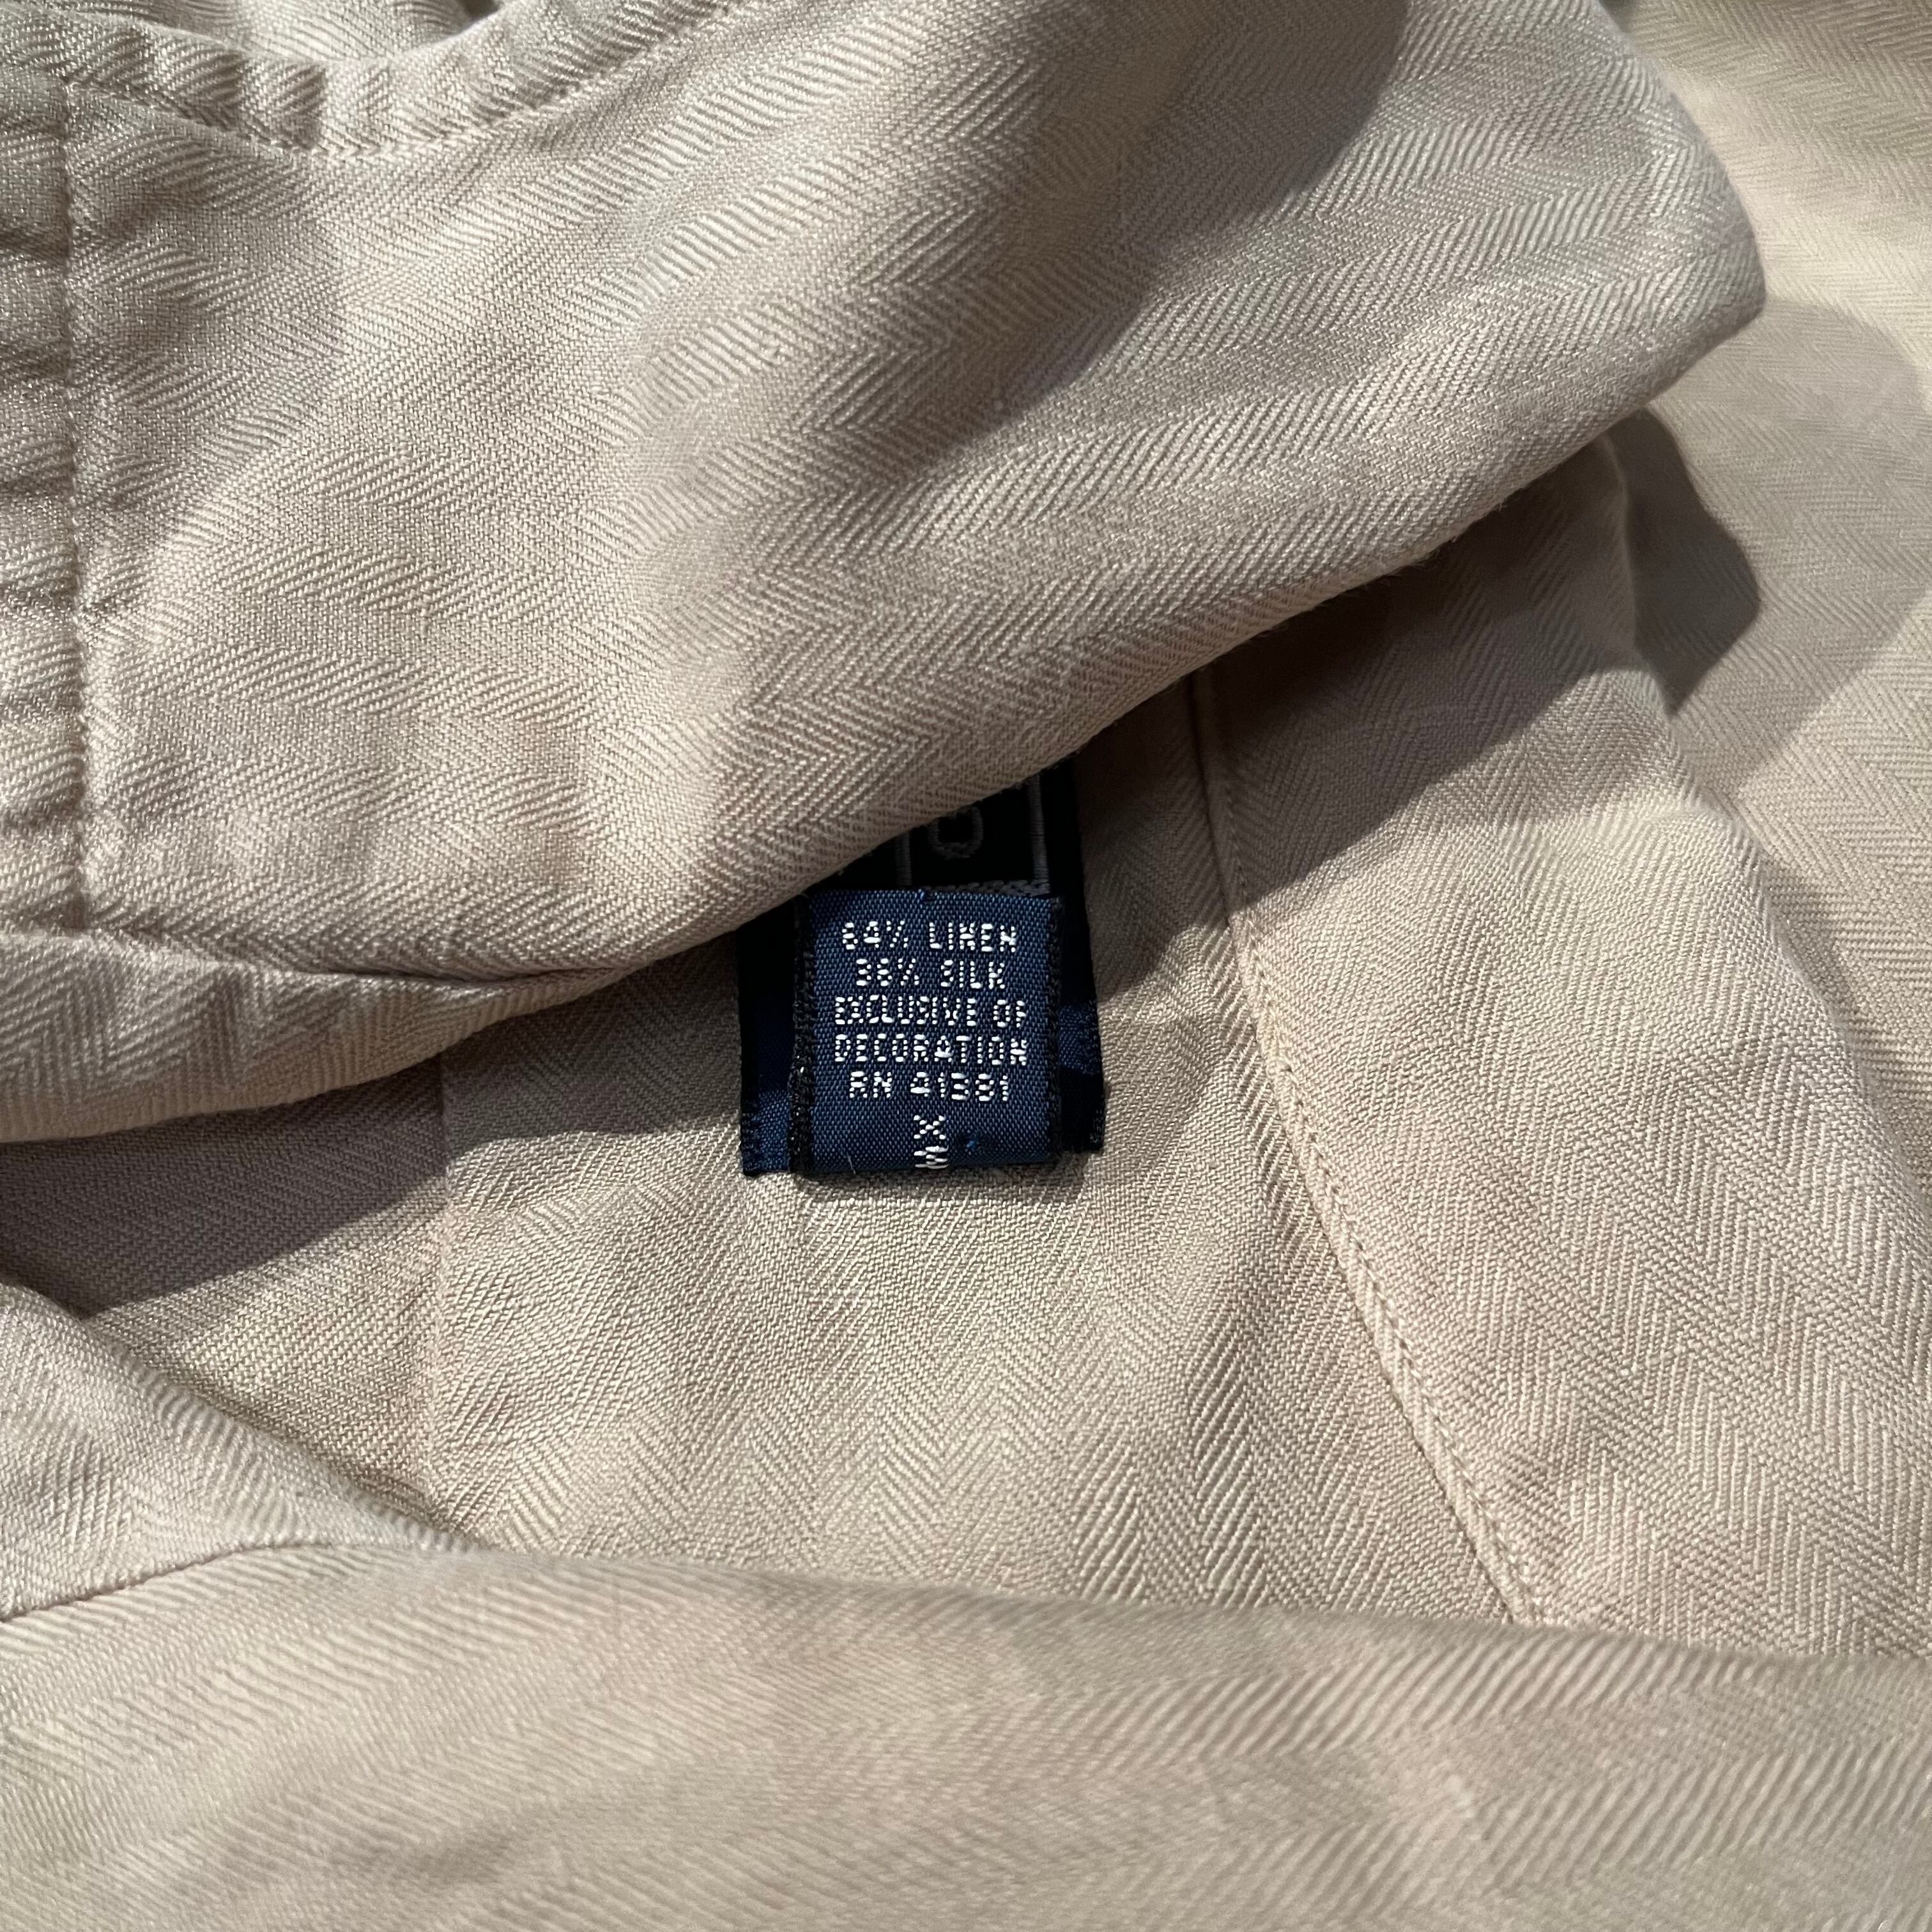 64% LINEN
36% SILK
EXCLUSIVE OF
DECORATION
RN 41381